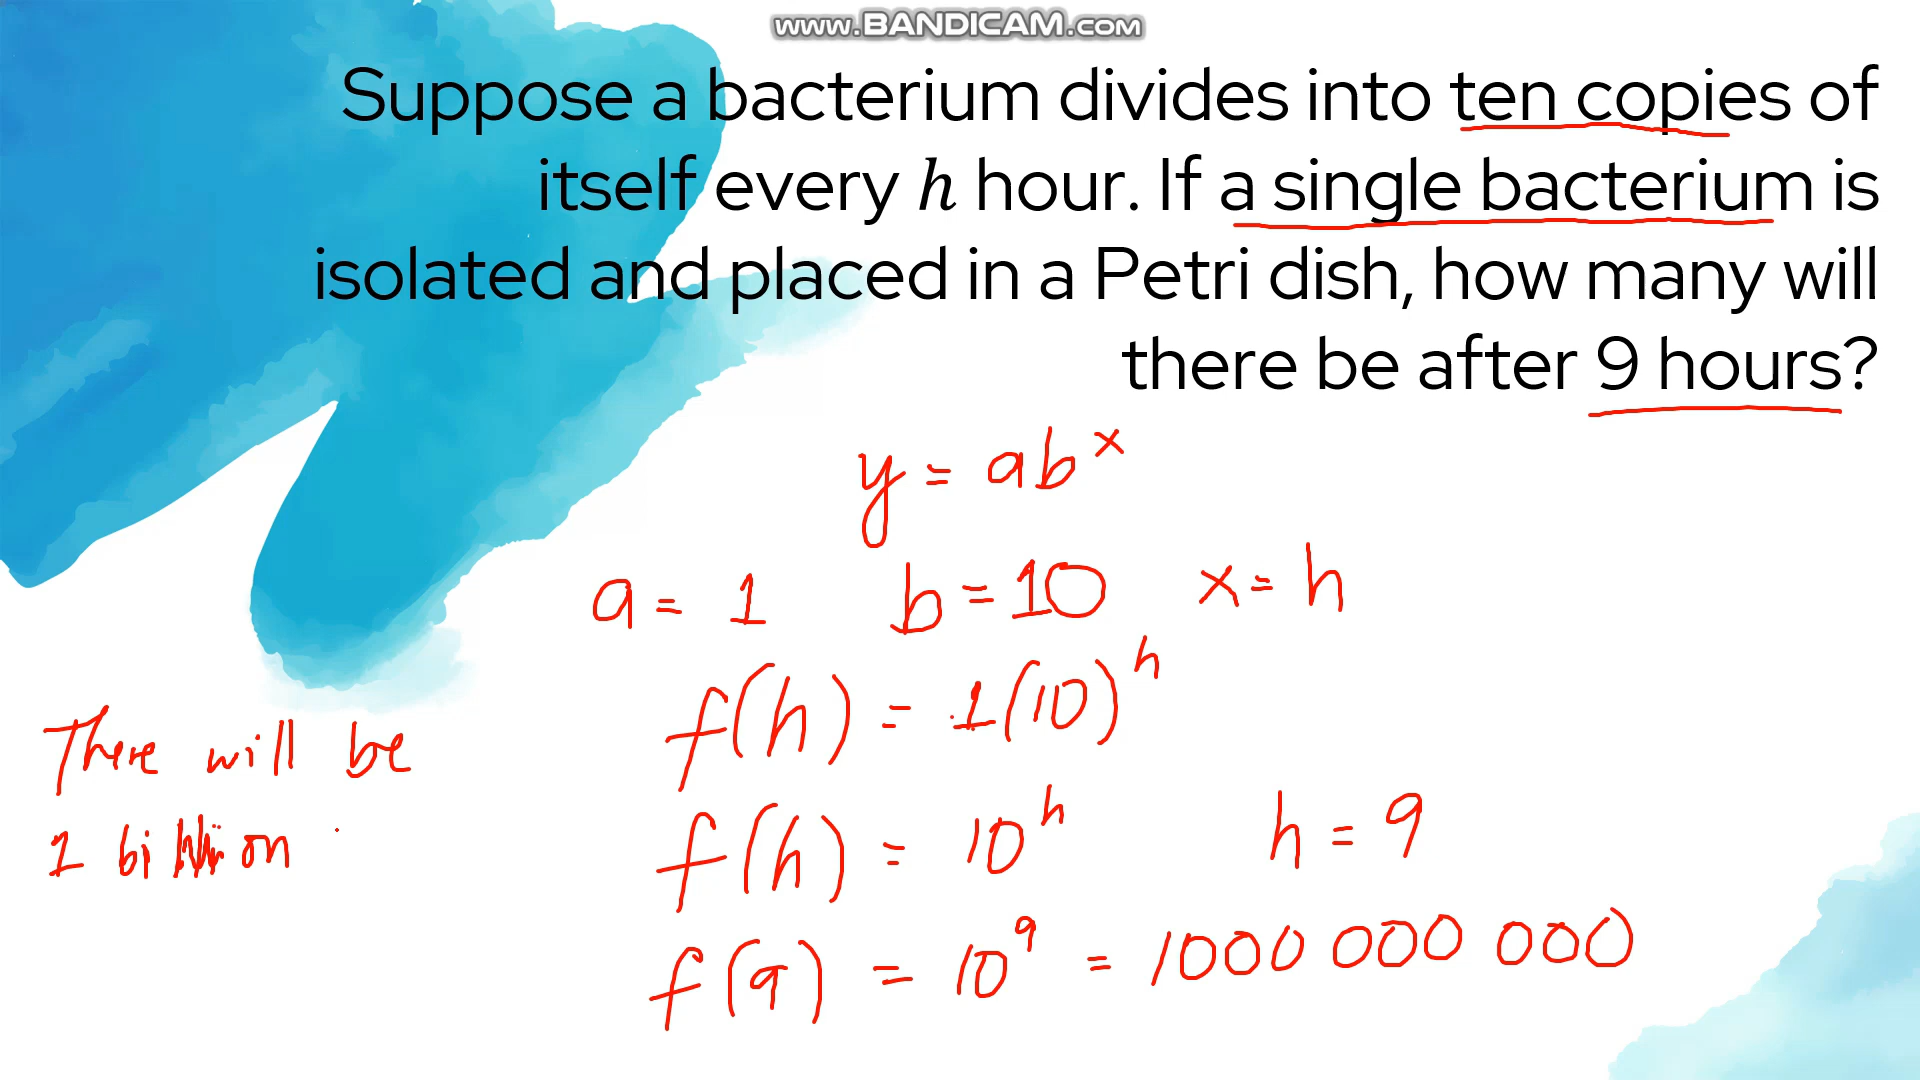 www.BANDICAM.com
Suppose a bacterium divides into ten copies of
itself every h hour. If a single bacterium is
isolated and placed in a Petri dish, how many will
there be after 9 hours?
y = ab^x
a = 1 b = 10 x = h
f(h) = 1(10)^h
There will be
f(h) = 10^h h = 9
1 billion
f(9) = 10^9 = 1000 000 000